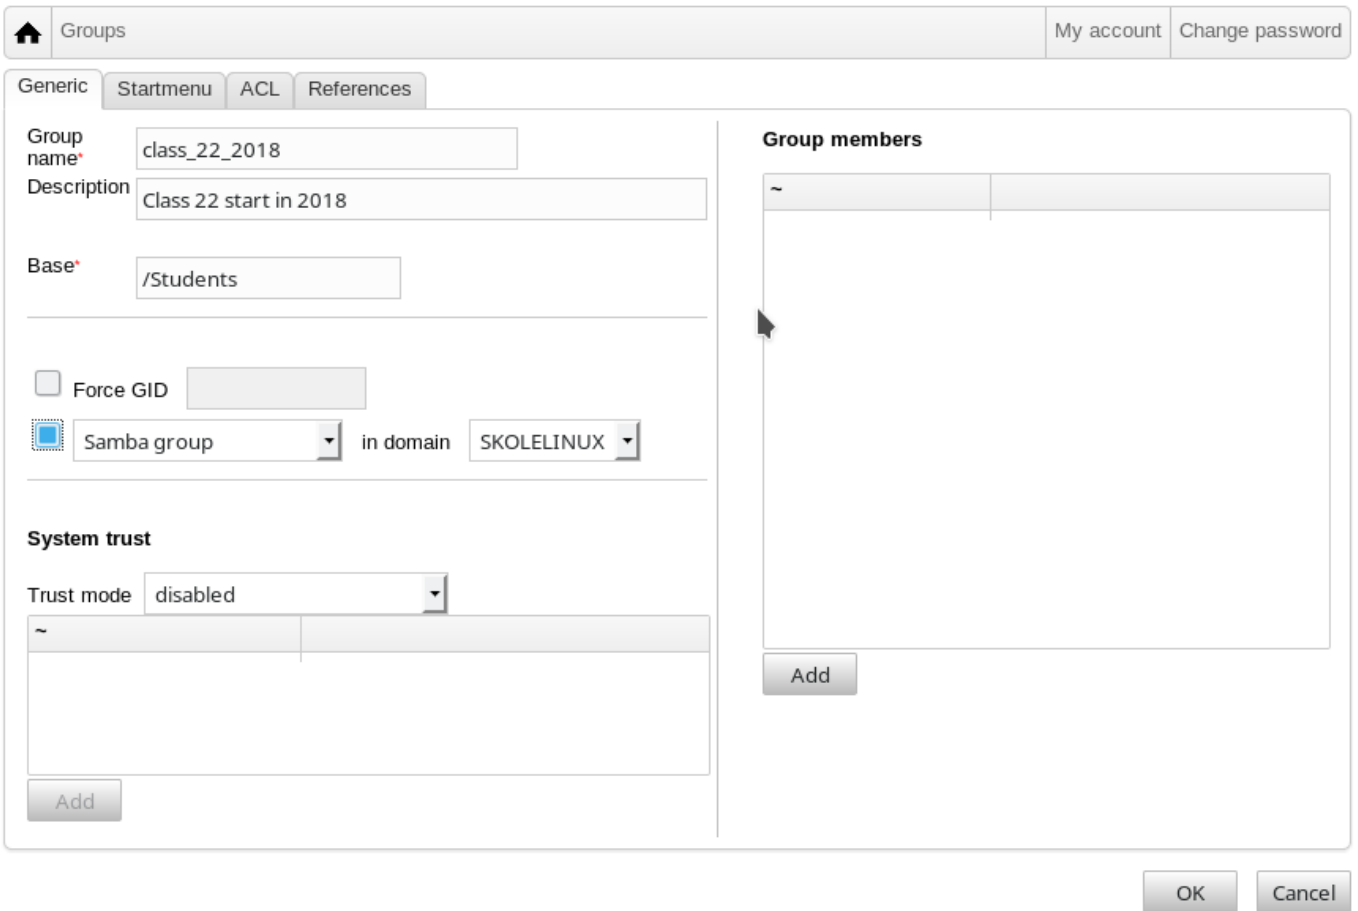 Groups My account Change password
Generic Startmenu ACL References
Group name* class_22_2018
Description Class 22 start in 2018
Base* /Students
Force GID
Samba group in domain SKOLELINUX
System trust
Trust mode disabled
~
Add
Group members
~
Add
OK Cancel